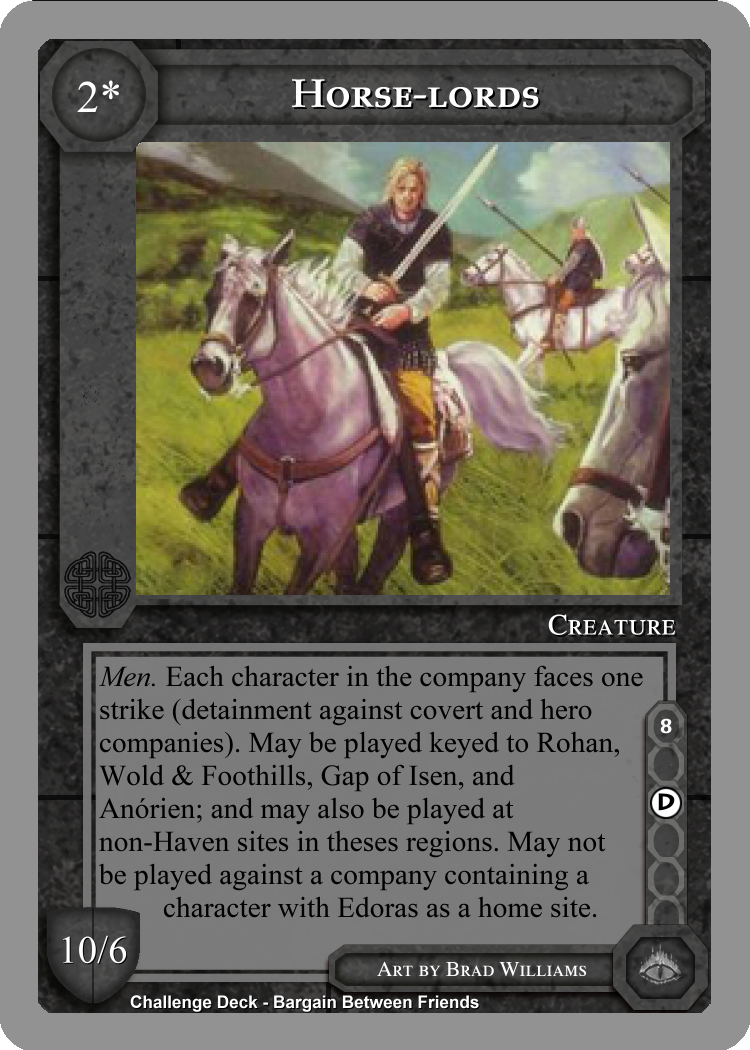 2*
Horse-lords
Creature
Men. Each character in the company faces one
strike (detainment against covert and hero
companies). May be played keyed to Rohan,
Wold & Foothills, Gap of Isen, and
Anórien; and may also be played at
non-Haven sites in theses regions. May not
be played against a company containing a
character with Edoras as a home site.
8
D
10/6
Art by Brad Williams
Challenge Deck - Bargain Between Friends